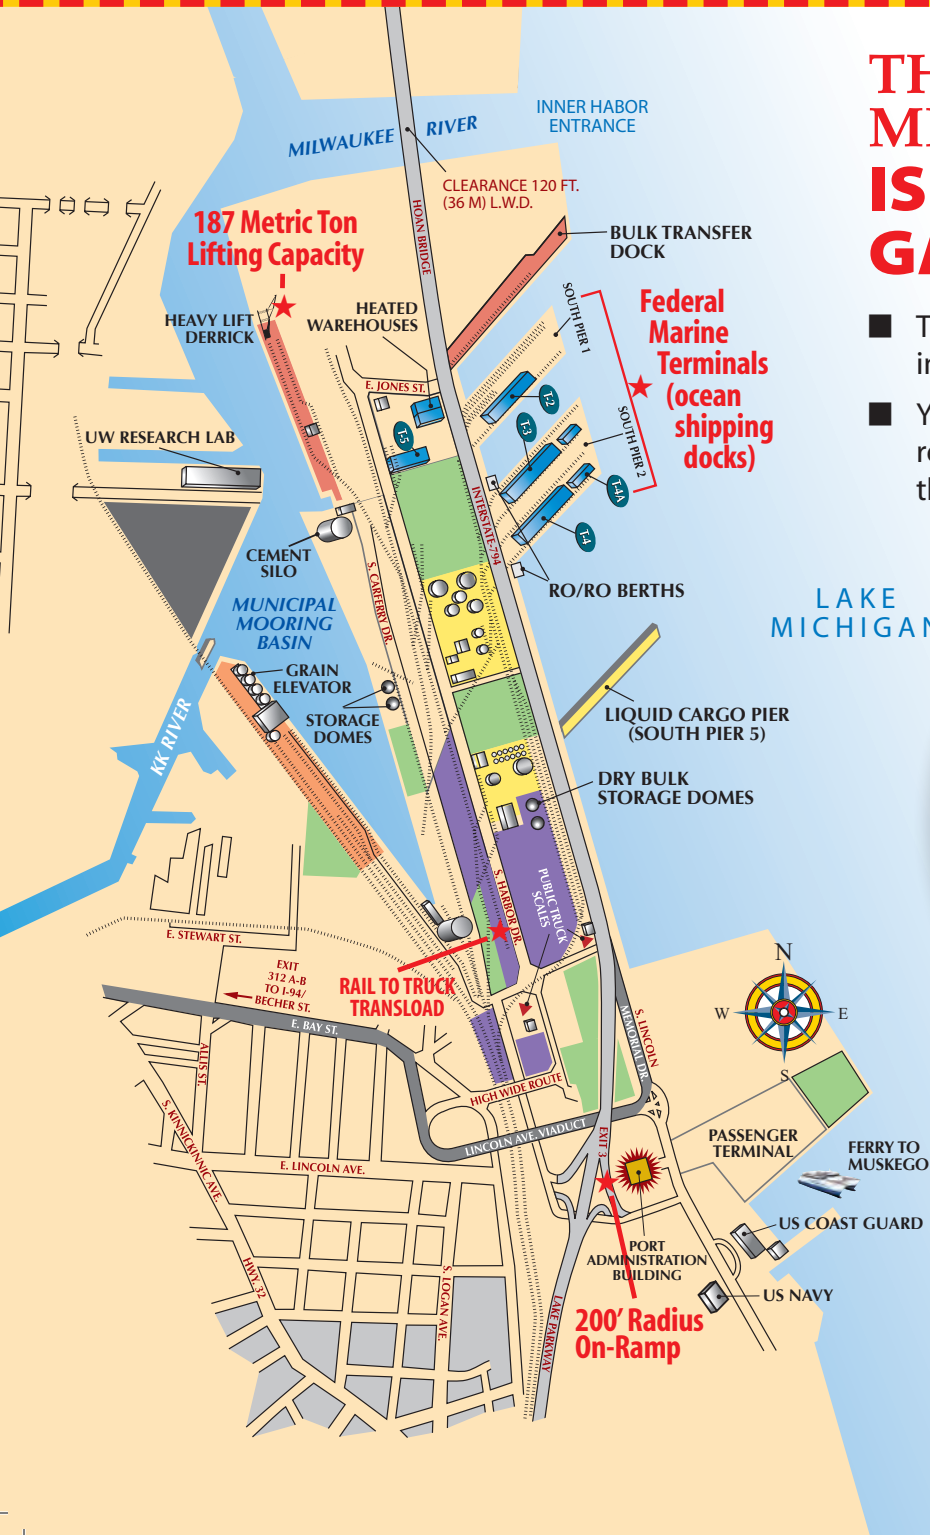 TH
M
IS
GA
T
in
Y
re
th
INNER HABOR
ENTRANCE
MILWAUKEE RIVER
CLEARANCE 120 FT.
(36 M) L.W.D.
HOAN BRIDGE
187 Metric Ton
Lifting Capacity
BULK TRANSFER
DOCK
HEAVY LIFT
DERRICK
HEATED
WAREHOUSES
SOUTH PIER 1
Federal
Marine
Terminals
(ocean
shipping
docks)
E. JONES ST.
T-2
T-3
T-5
SOUTH PIER 2
UW RESEARCH LAB
T-4A
T-4
INTERSTATE-794
CEMENT
SILO
S. CARFERRY DR.
RO/RO BERTHS
LAKE
MICHIGAN
MUNICIPAL
MOORING
BASIN
GRAIN
ELEVATOR
STORAGE
DOMES
KK RIVER
LIQUID CARGO PIER
(SOUTH PIER 5)
DRY BULK
STORAGE DOMES
S. HARBOR DR.
PUBLIC TRUCK
SCALES
E. STEWART ST.
EXIT
312 A-B
TO I-94/
BECHER ST.
RAIL TO TRUCK
TRANSLOAD
E. BAY ST.
S. LINCOLN
MEMORIAL DR.
N
W
E
S
ALLIS ST.
HIGH WIDE ROUTE
LINCOLN AVE. VIADUCT
EXIT 3
S. KINNICKINNIC AVE.
E. LINCOLN AVE.
PASSENGER
TERMINAL
FERRY TO
MUSKEGO
US COAST GUARD
PORT
ADMINISTRATION
BUILDING
US NAVY
HWY. 32
S. LOGAN AVE.
LAKE PARKWAY
200' Radius
On-Ramp